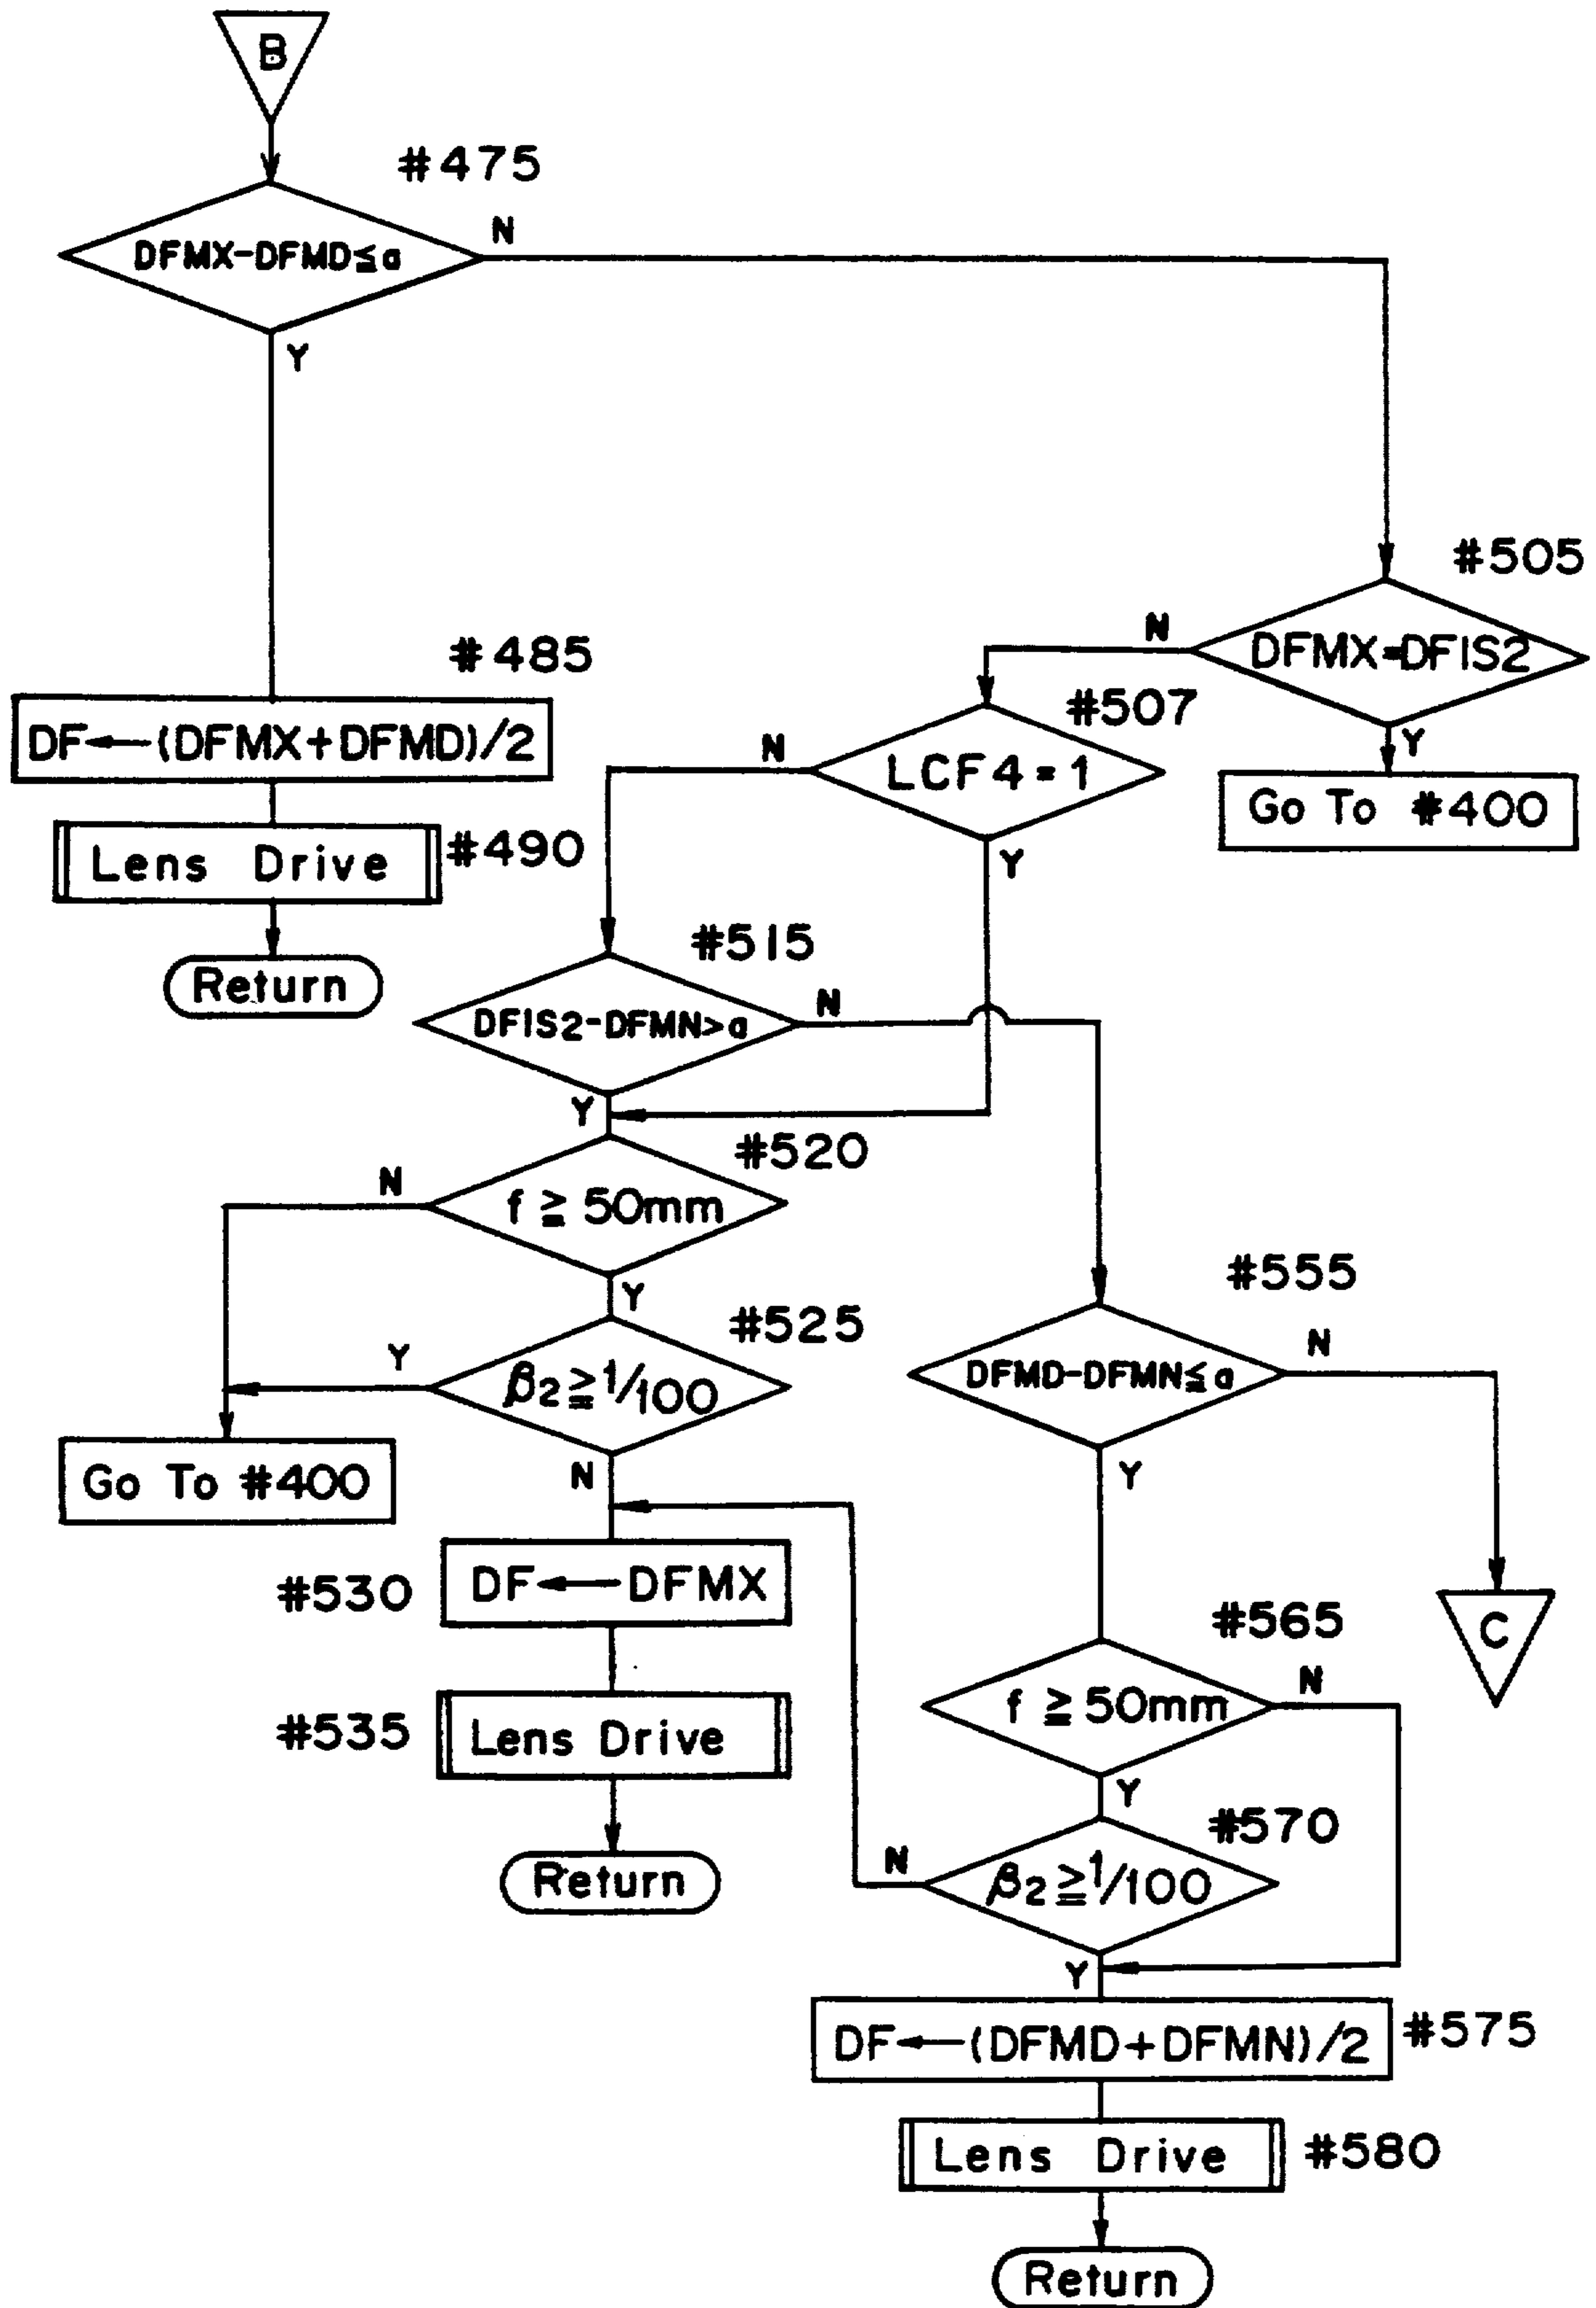 B
#475
DFMX-DFMD≦a
N
Y
#505
DFMX=DFIS2
N
Y
Go To #400
#485
DF←(DFMX+DFMD)/2
#507
LCF4=1
N
Y
Lens Drive
#490
Return
#515
DFIS2-DFMN>a
N
Y
#520
f≧50mm
N
Y
#525
β2≧1/100
Y
N
Go To #400
#555
DFMD-DFMN≦a
N
Y
C
#530
DF←DFMX
#535
Lens Drive
Return
#565
f≧50mm
N
Y
#570
β2≧1/100
N
Y
DF←(DFMD+DFMN)/2
#575
Lens Drive
#580
Return